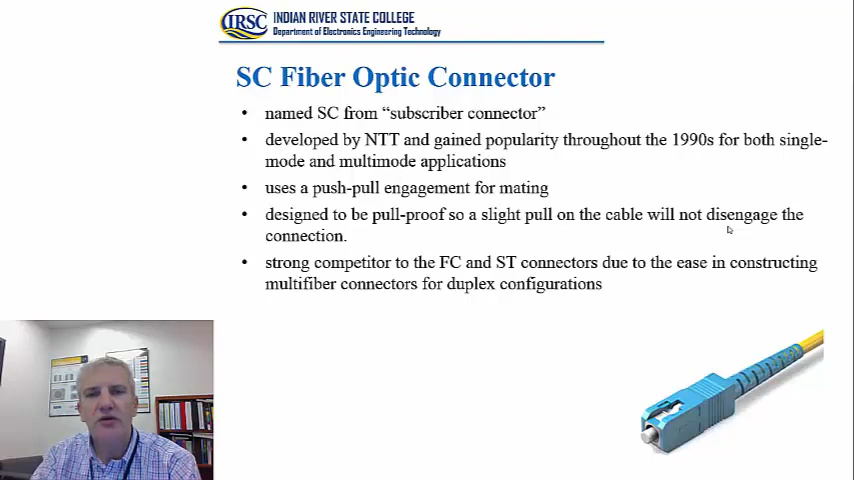 IRSC
INDIAN RIVER STATE COLLEGE
Department of Electronics Engineering Technology
SC Fiber Optic Connector
• named SC from “subscriber connector”
• developed by NTT and gained popularity throughout the 1990s for both single-
mode and multimode applications
• uses a push-pull engagement for mating
• designed to be pull-proof so a slight pull on the cable will not disengage the
connection.
• strong competitor to the FC and ST connectors due to the ease in constructing
multifiber connectors for duplex configurations